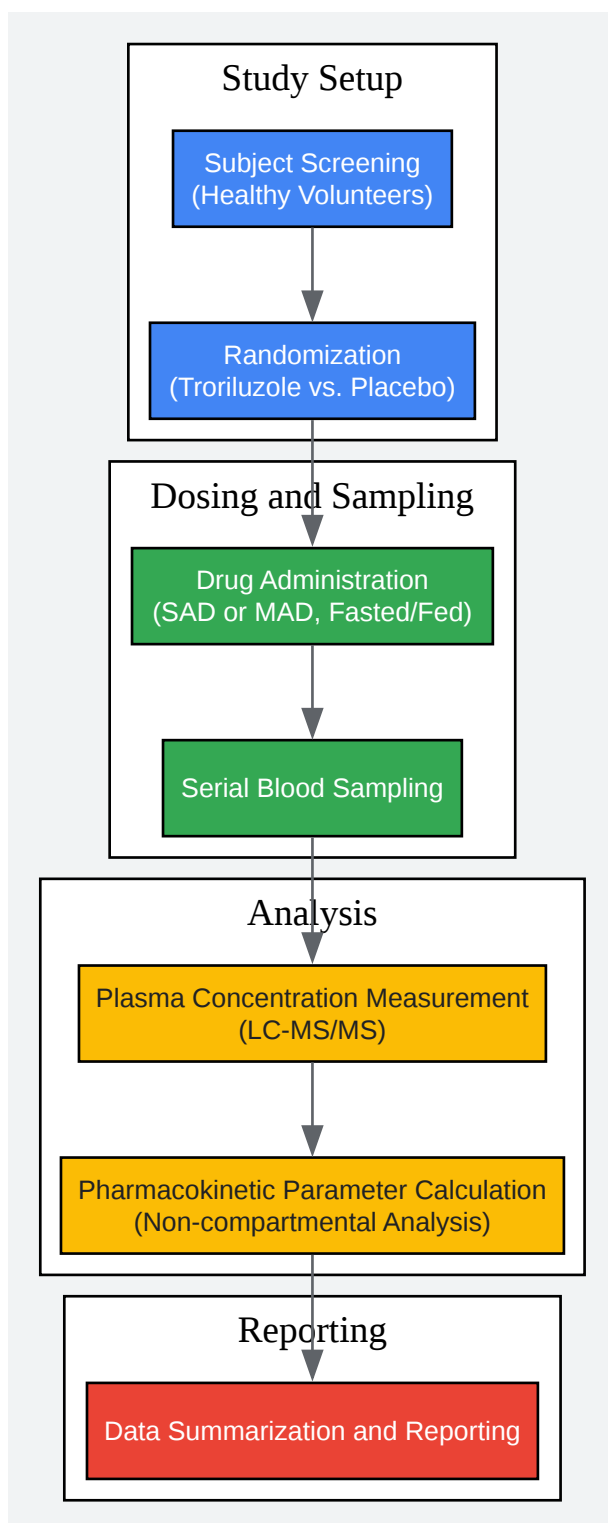 Study Setup
Subject Screening
(Healthy Volunteers)
Randomization
(Troriluzole vs. Placebo)
Dosing and Sampling
Drug Administration
(SAD or MAD, Fasted/Fed)
Serial Blood Sampling
Analysis
Plasma Concentration Measurement
(LC-MS/MS)
Pharmacokinetic Parameter Calculation
(Non-compartmental Analysis)
Reporting
Data Summarization and Reporting